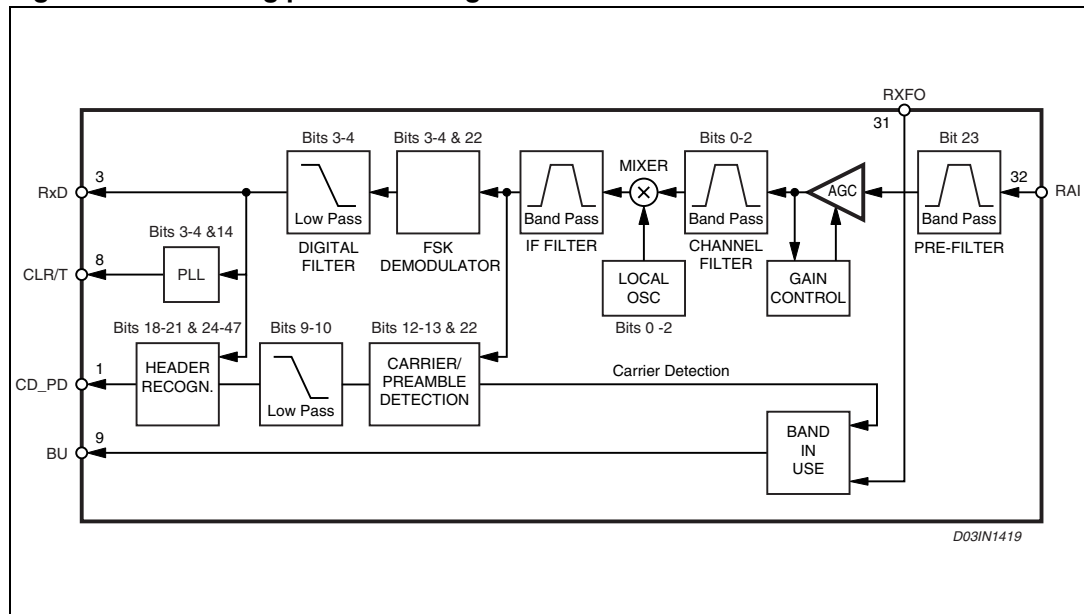 RXFO
31
Bits 3-4
Bits 3-4 & 22
MIXER
Bits 0-2
Bit 23
RxD
3
Low Pass
Band Pass
Band Pass
AGC
Band Pass
32
RAI
DIGITAL
FILTER
FSK
DEMODULATOR
IF FILTER
CHANNEL
FILTER
PRE-FILTER
Bits 3-4 &14
CLR/T
8
PLL
LOCAL
OSC
GAIN
CONTROL
Bits 0 -2
Bits 18-21 & 24-47
Bits 9-10
Bits 12-13 & 22
CD_PD
1
HEADER
RECOGN.
Low Pass
CARRIER/
PREAMBLE
DETECTION
Carrier Detection
BU
9
BAND
IN
USE
D03IN1419